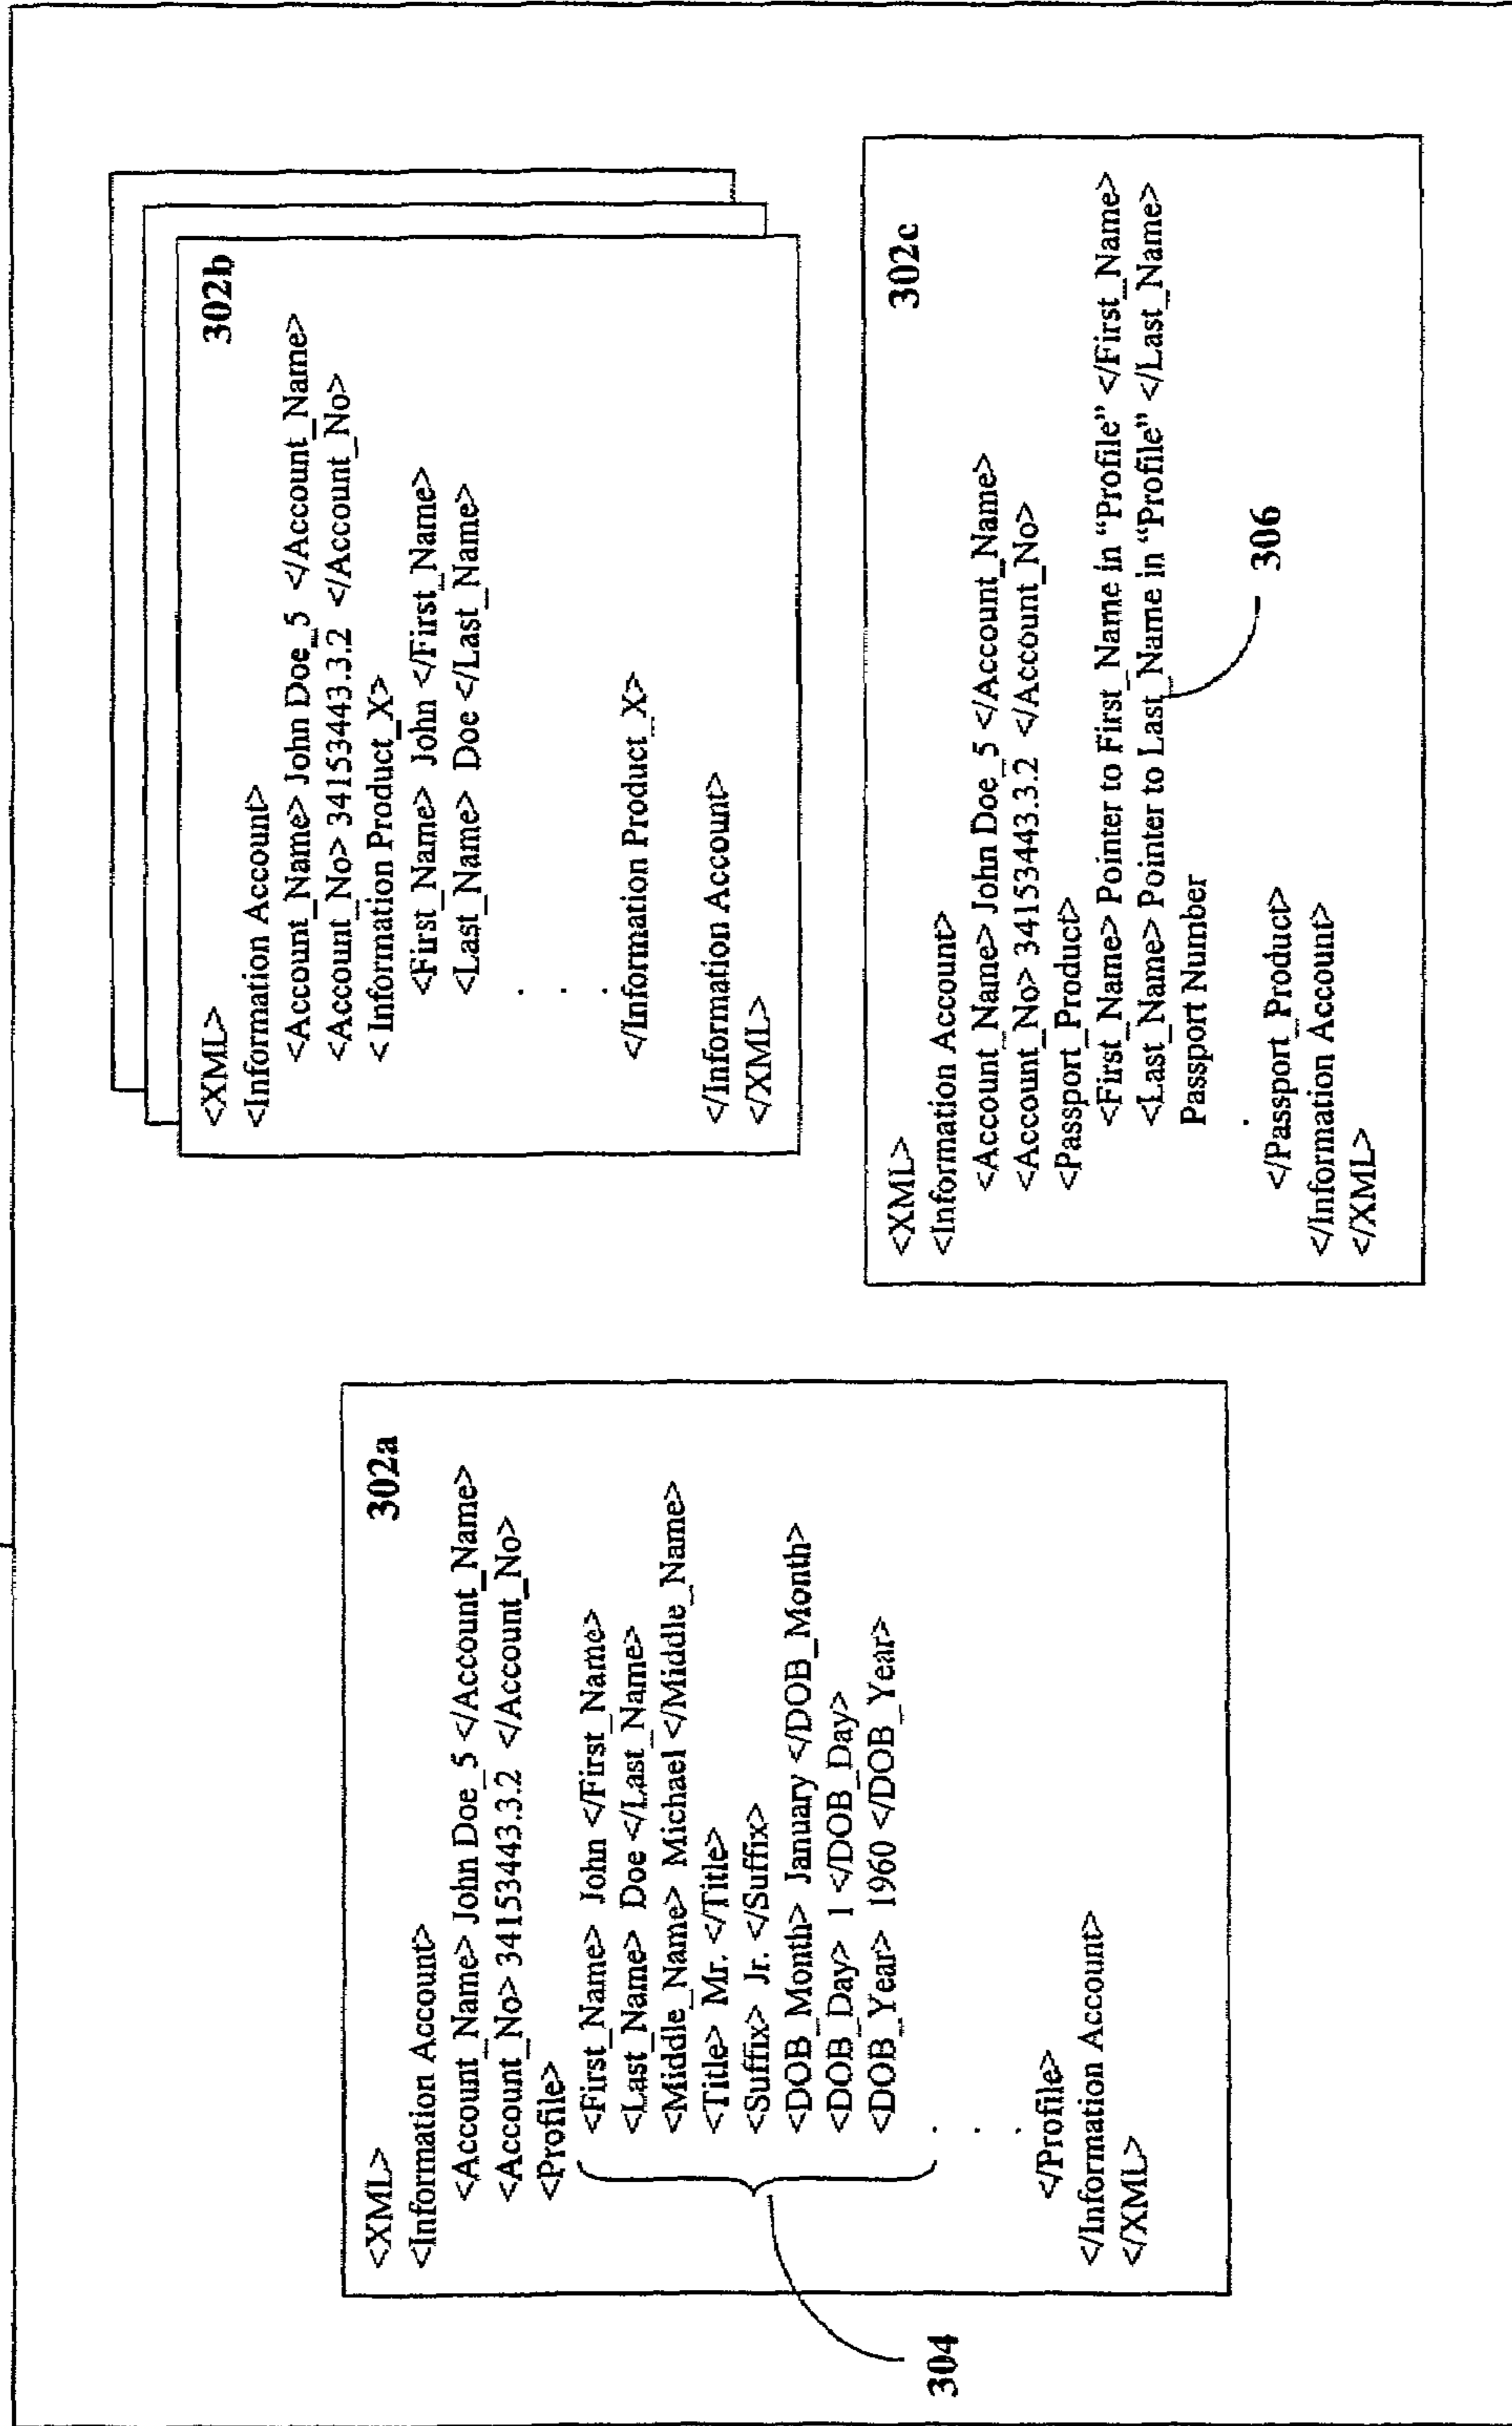 302a
<XML>
<Information Account>
<Account_Name> John Doe_5 </Account_Name>
<Account_No> 34153443.3.2 </Account_No>
<Profile>
<First_Name> John </First_Name>
<Last_Name> Doe </Last_Name>
<Middle_Name> Michael </Middle_Name>
<Title> Mr. </Title>
<Suffix> Jr. </Suffix>
<DOB_Month> January </DOB_Month>
<DOB_Day> 1 </DOB_Day>
<DOB_Year> 1960 </DOB_Year>
.
.
.
</Profile>
</Information Account>
</XML>
304
302b
<XML>
<Information Account>
<Account_Name> John Doe_5 </Account_Name>
<Account_No> 34153443.3.2 </Account_No>
< Information Product_X>
<First_Name> John </First_Name>
<Last_Name> Doe </Last_Name>
.
.
.
</Information Product_X>
</Information Account>
</XML>
302c
<XML>
<Information Account>
<Account_Name> John Doe_5 </Account_Name>
<Account_No> 34153443.3.2 </Account_No>
<Passport_Product>
<First_Name> Pointer to First_Name in “Profile” </First_Name>
<Last_Name> Pointer to Last_Name in “Profile” </Last_Name>
Passport Number
.
</Passport_Product>
</Information Account>
</XML>
306